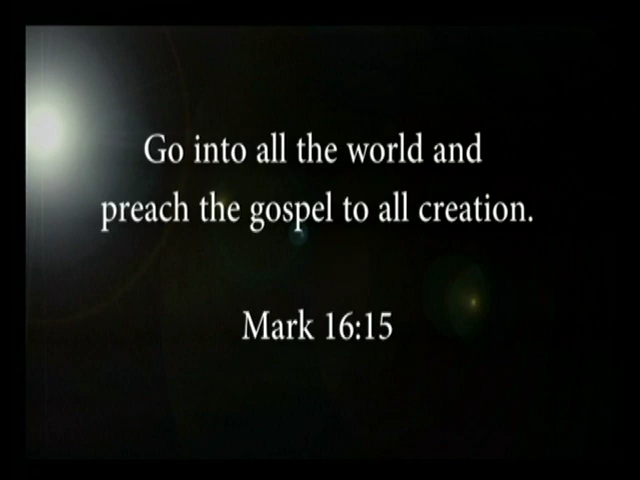 Go into all the world and
preach the gospel to all creation.
Mark 16:15